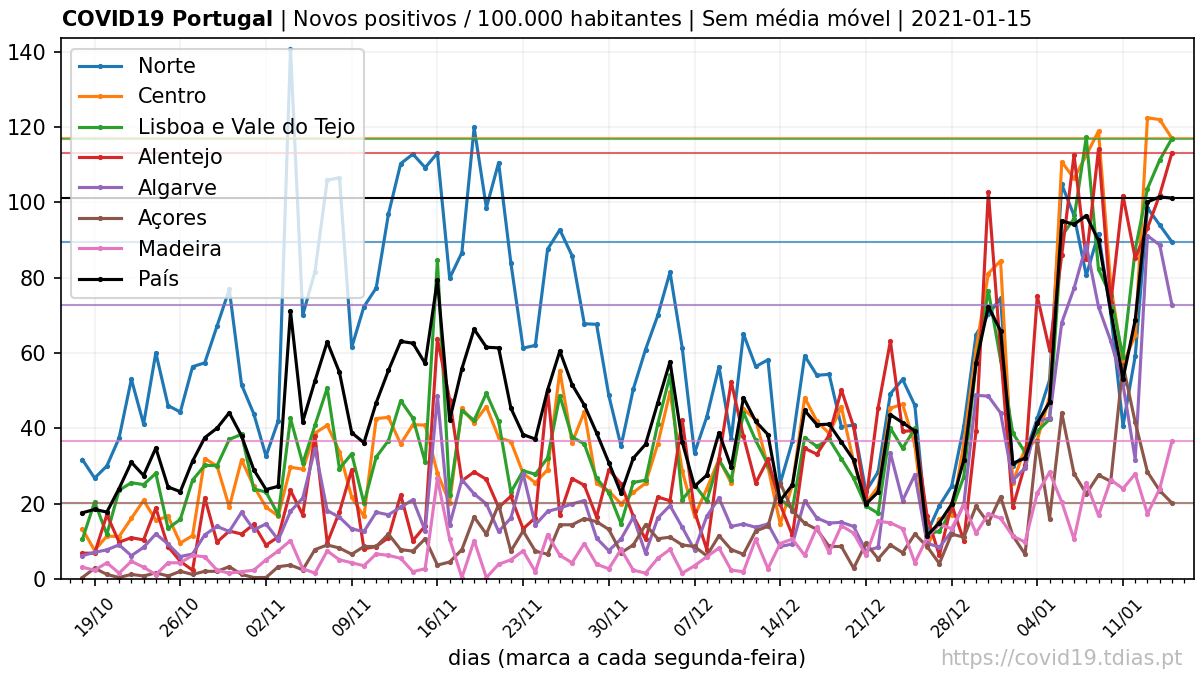 COVID19 Portugal | Novos positivos / 100.000 habitantes | Sem média móvel | 2021-01-15
140
120
100
80
60
40
20
0
Norte
Centro
Lisboa e Vale do Tejo
Alentejo
Algarve
Açores
Madeira
País
19/10
26/10
02/11
09/11
16/11
23/11
30/11
07/12
14/12
21/12
28/12
04/01
11/01
dias (marca a cada segunda-feira)
https://covid19.tdias.pt